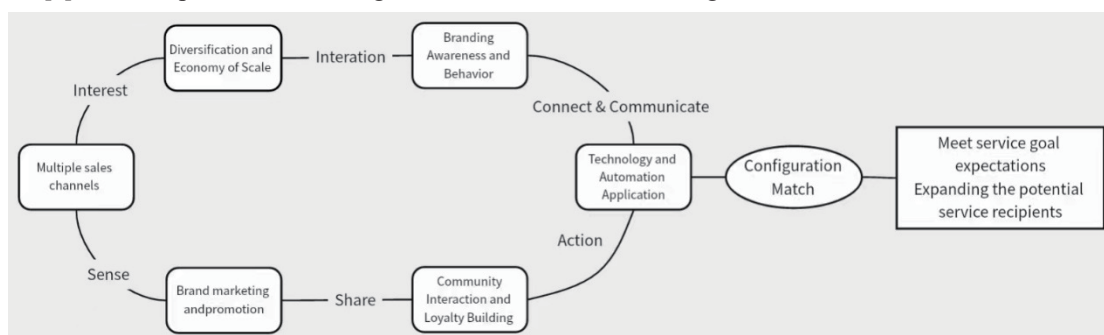 Diversification and
Economy of Scale
Interation
Branding
Awareness and
Behavior
Interest
Connect & Communicate
Multiple sales
channels
Technology and
Automation
Application
Configuration
Match
Meet service goal
expectations
Expanding the potential
service recipients
Sense
Action
Brand marketing
andpromotion
Share
Community
Interaction and
Loyalty Building